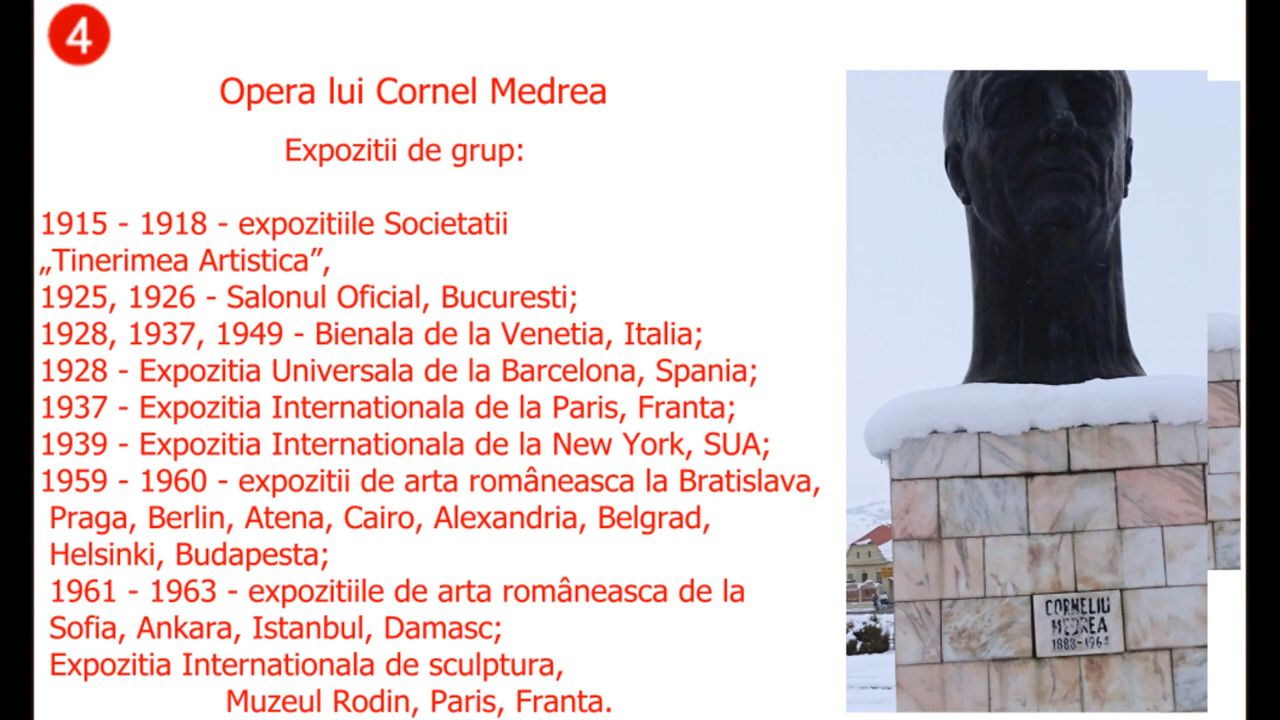 4
Opera lui Cornel Medrea
Expozitii de grup:
1915 - 1918 - expozitiile Societatii
„Tinerimea Artistica”,
1925, 1926 - Salonul Oficial, Bucuresti;
1928, 1937, 1949 - Bienala de la Venetia, Italia;
1928 - Expozitia Universala de la Barcelona, Spania;
1937 - Expozitia Internationala de la Paris, Franta;
1939 - Expozitia Internationala de la New York, SUA;
1959 - 1960 - expozitii de arta româneasca la Bratislava,
Praga, Berlin, Atena, Cairo, Alexandria, Belgrad,
Helsinki, Budapesta;
1961 - 1963 - expozitiile de arta româneasca de la
Sofia, Ankara, Istanbul, Damasc;
Expozitia Internationala de sculptura,
Muzeul Rodin, Paris, Franta.
CORNELIU
MEDREA
1888-1964